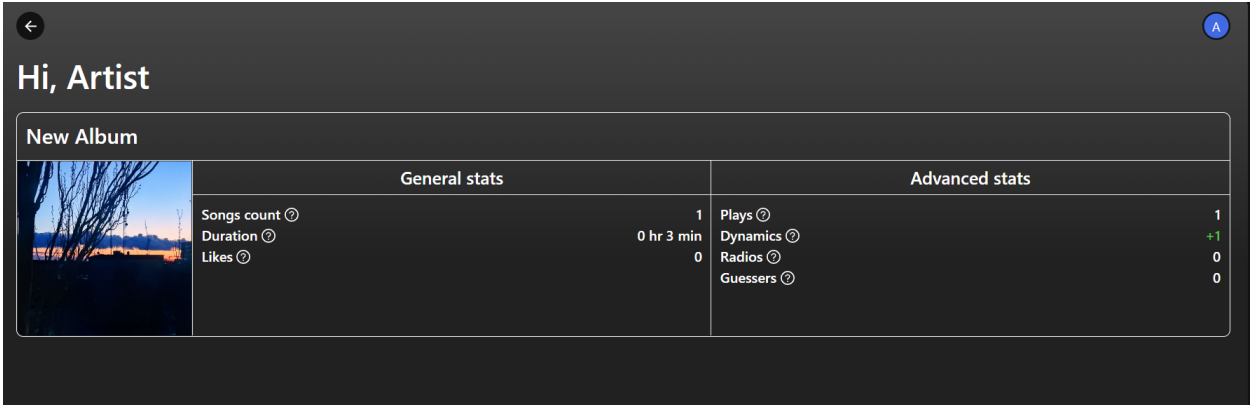 A
Hi, Artist
New Album
General stats
Songs count ? 1
Duration ? 0 hr 3 min
Likes ? 0
Advanced stats
Plays ? 1
Dynamics ? +1
Radios ? 0
Guessers ? 0